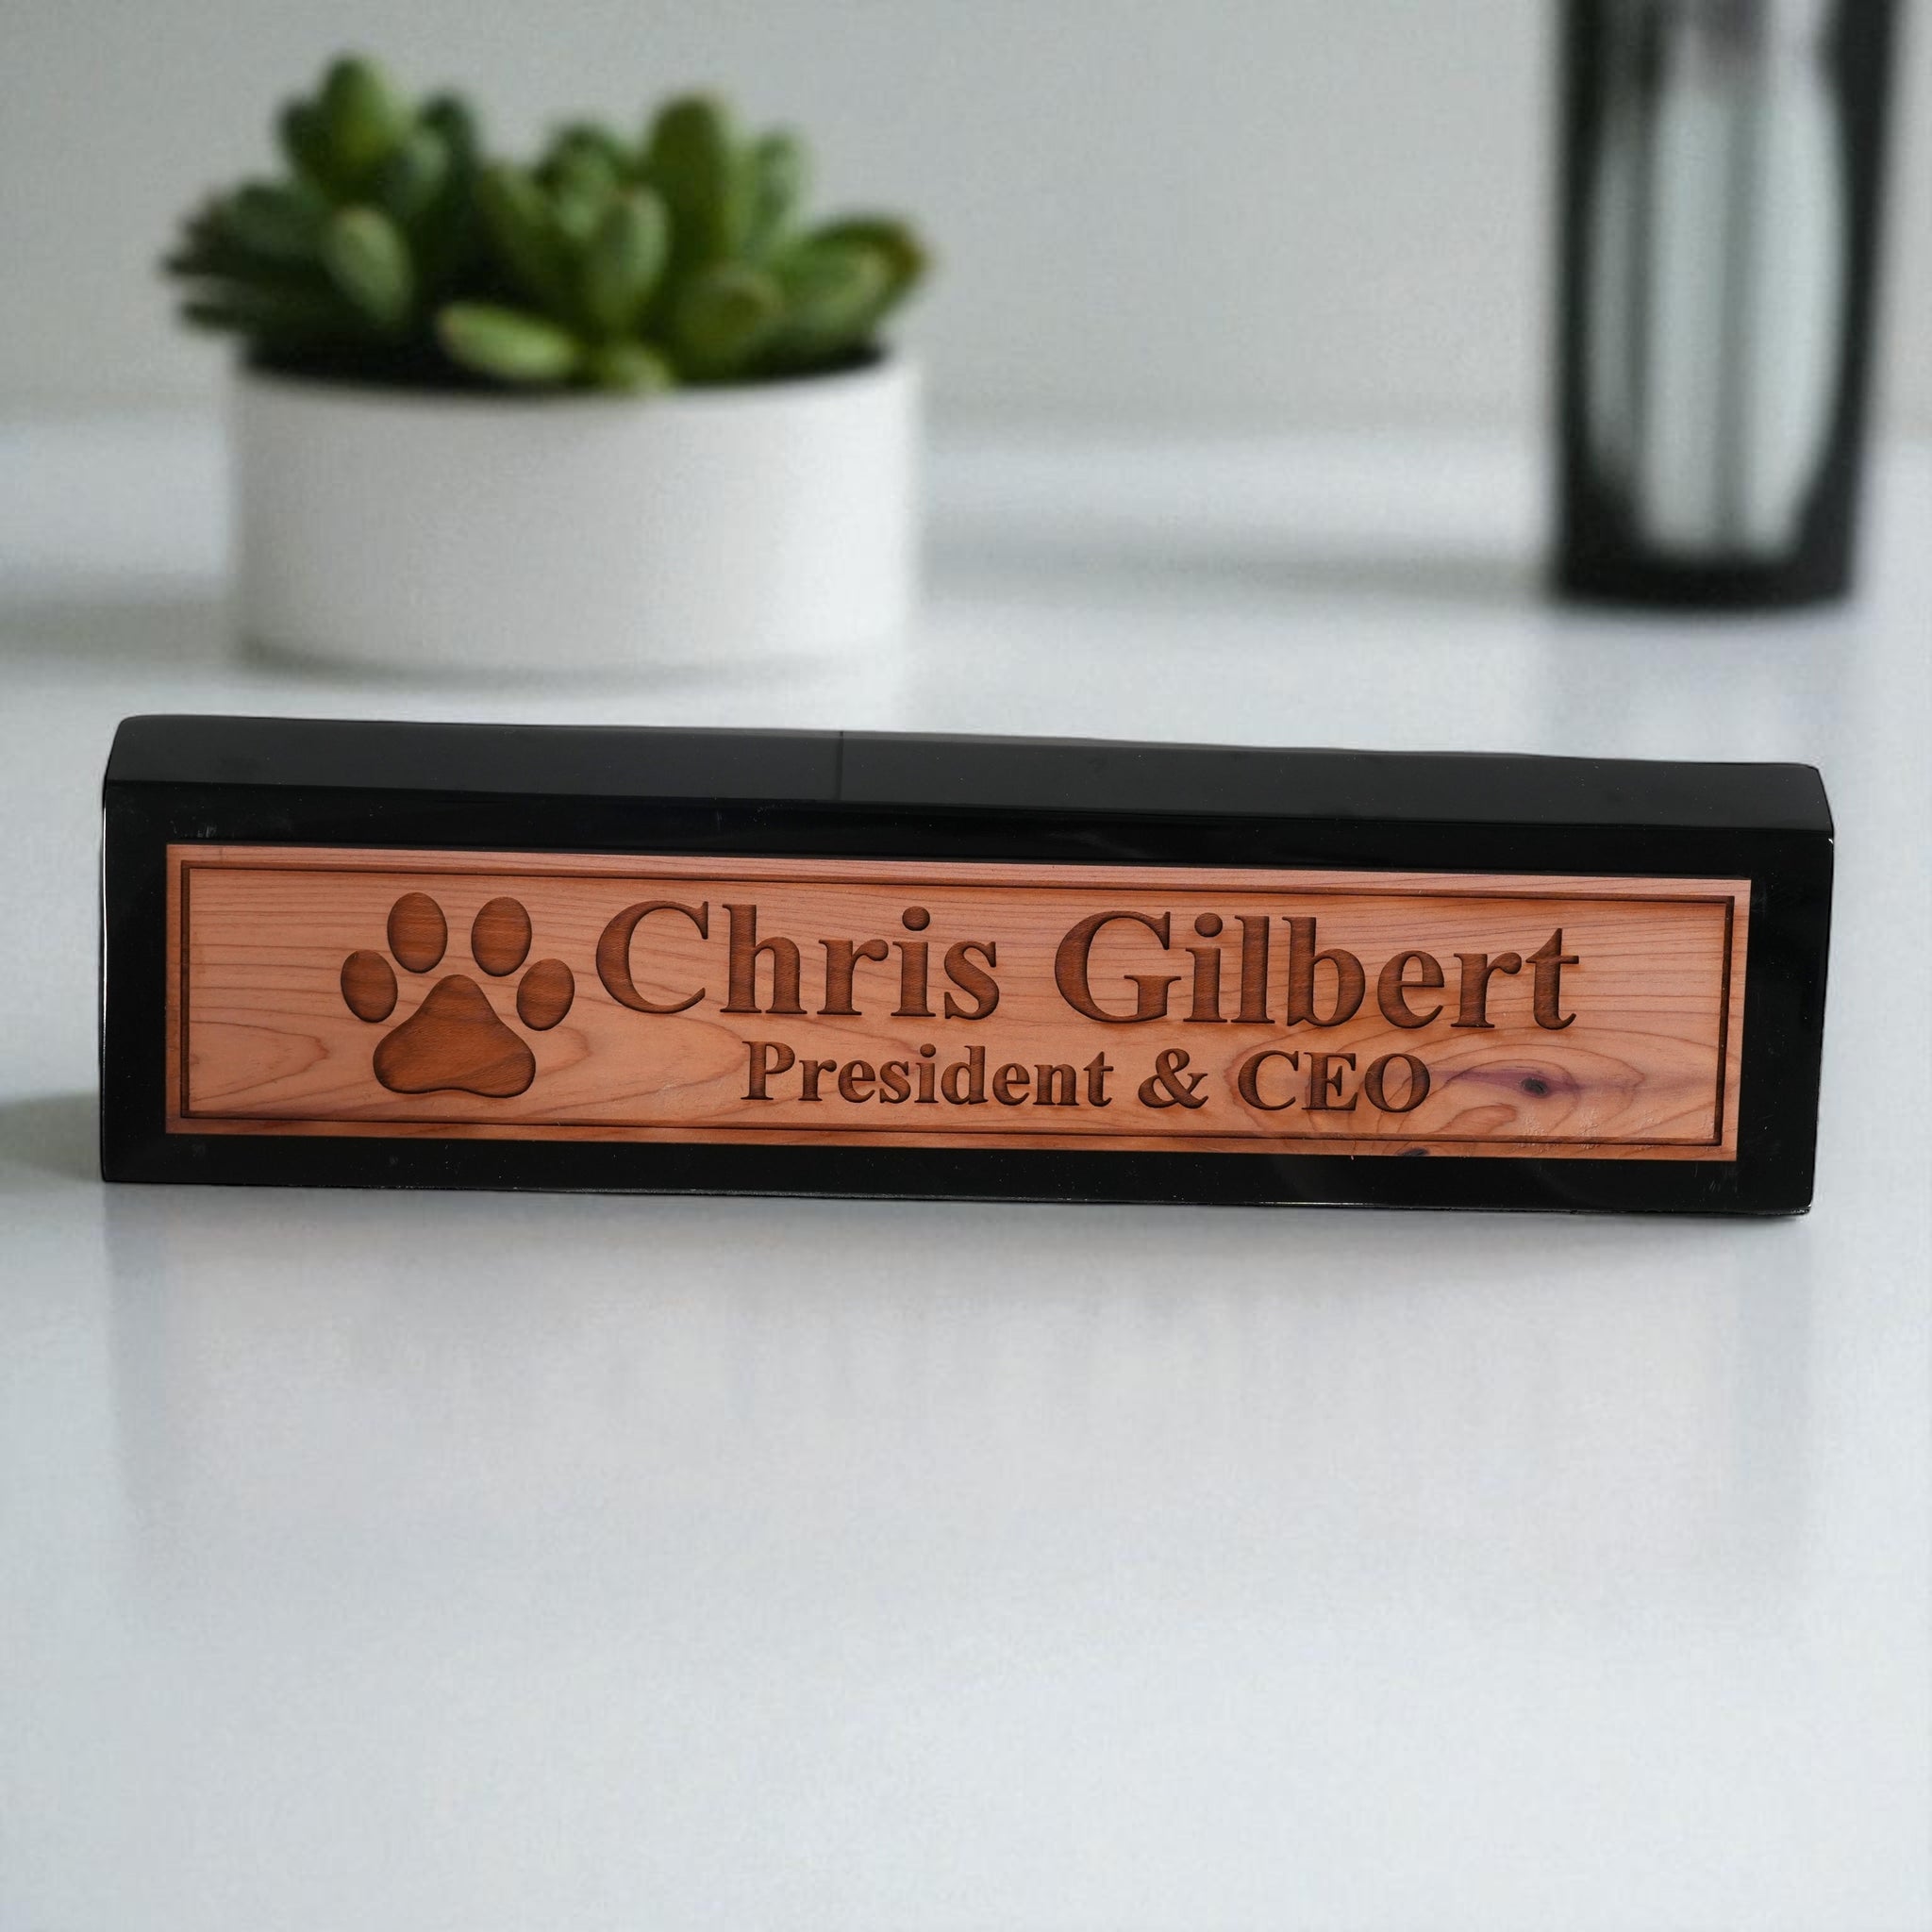 Chris Gilbert
President & CEO